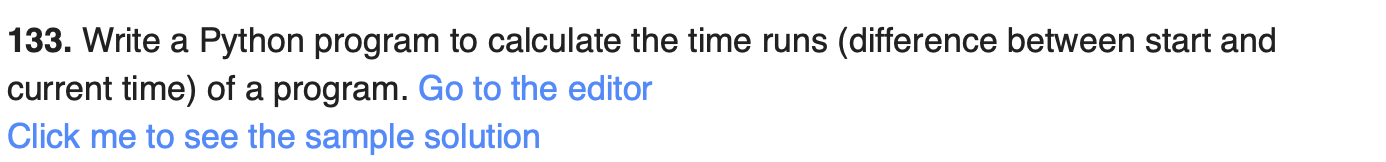 133. Write a Python program to calculate the time runs (difference between start and
current time) of a program. Go to the editor
Click me to see the sample solution